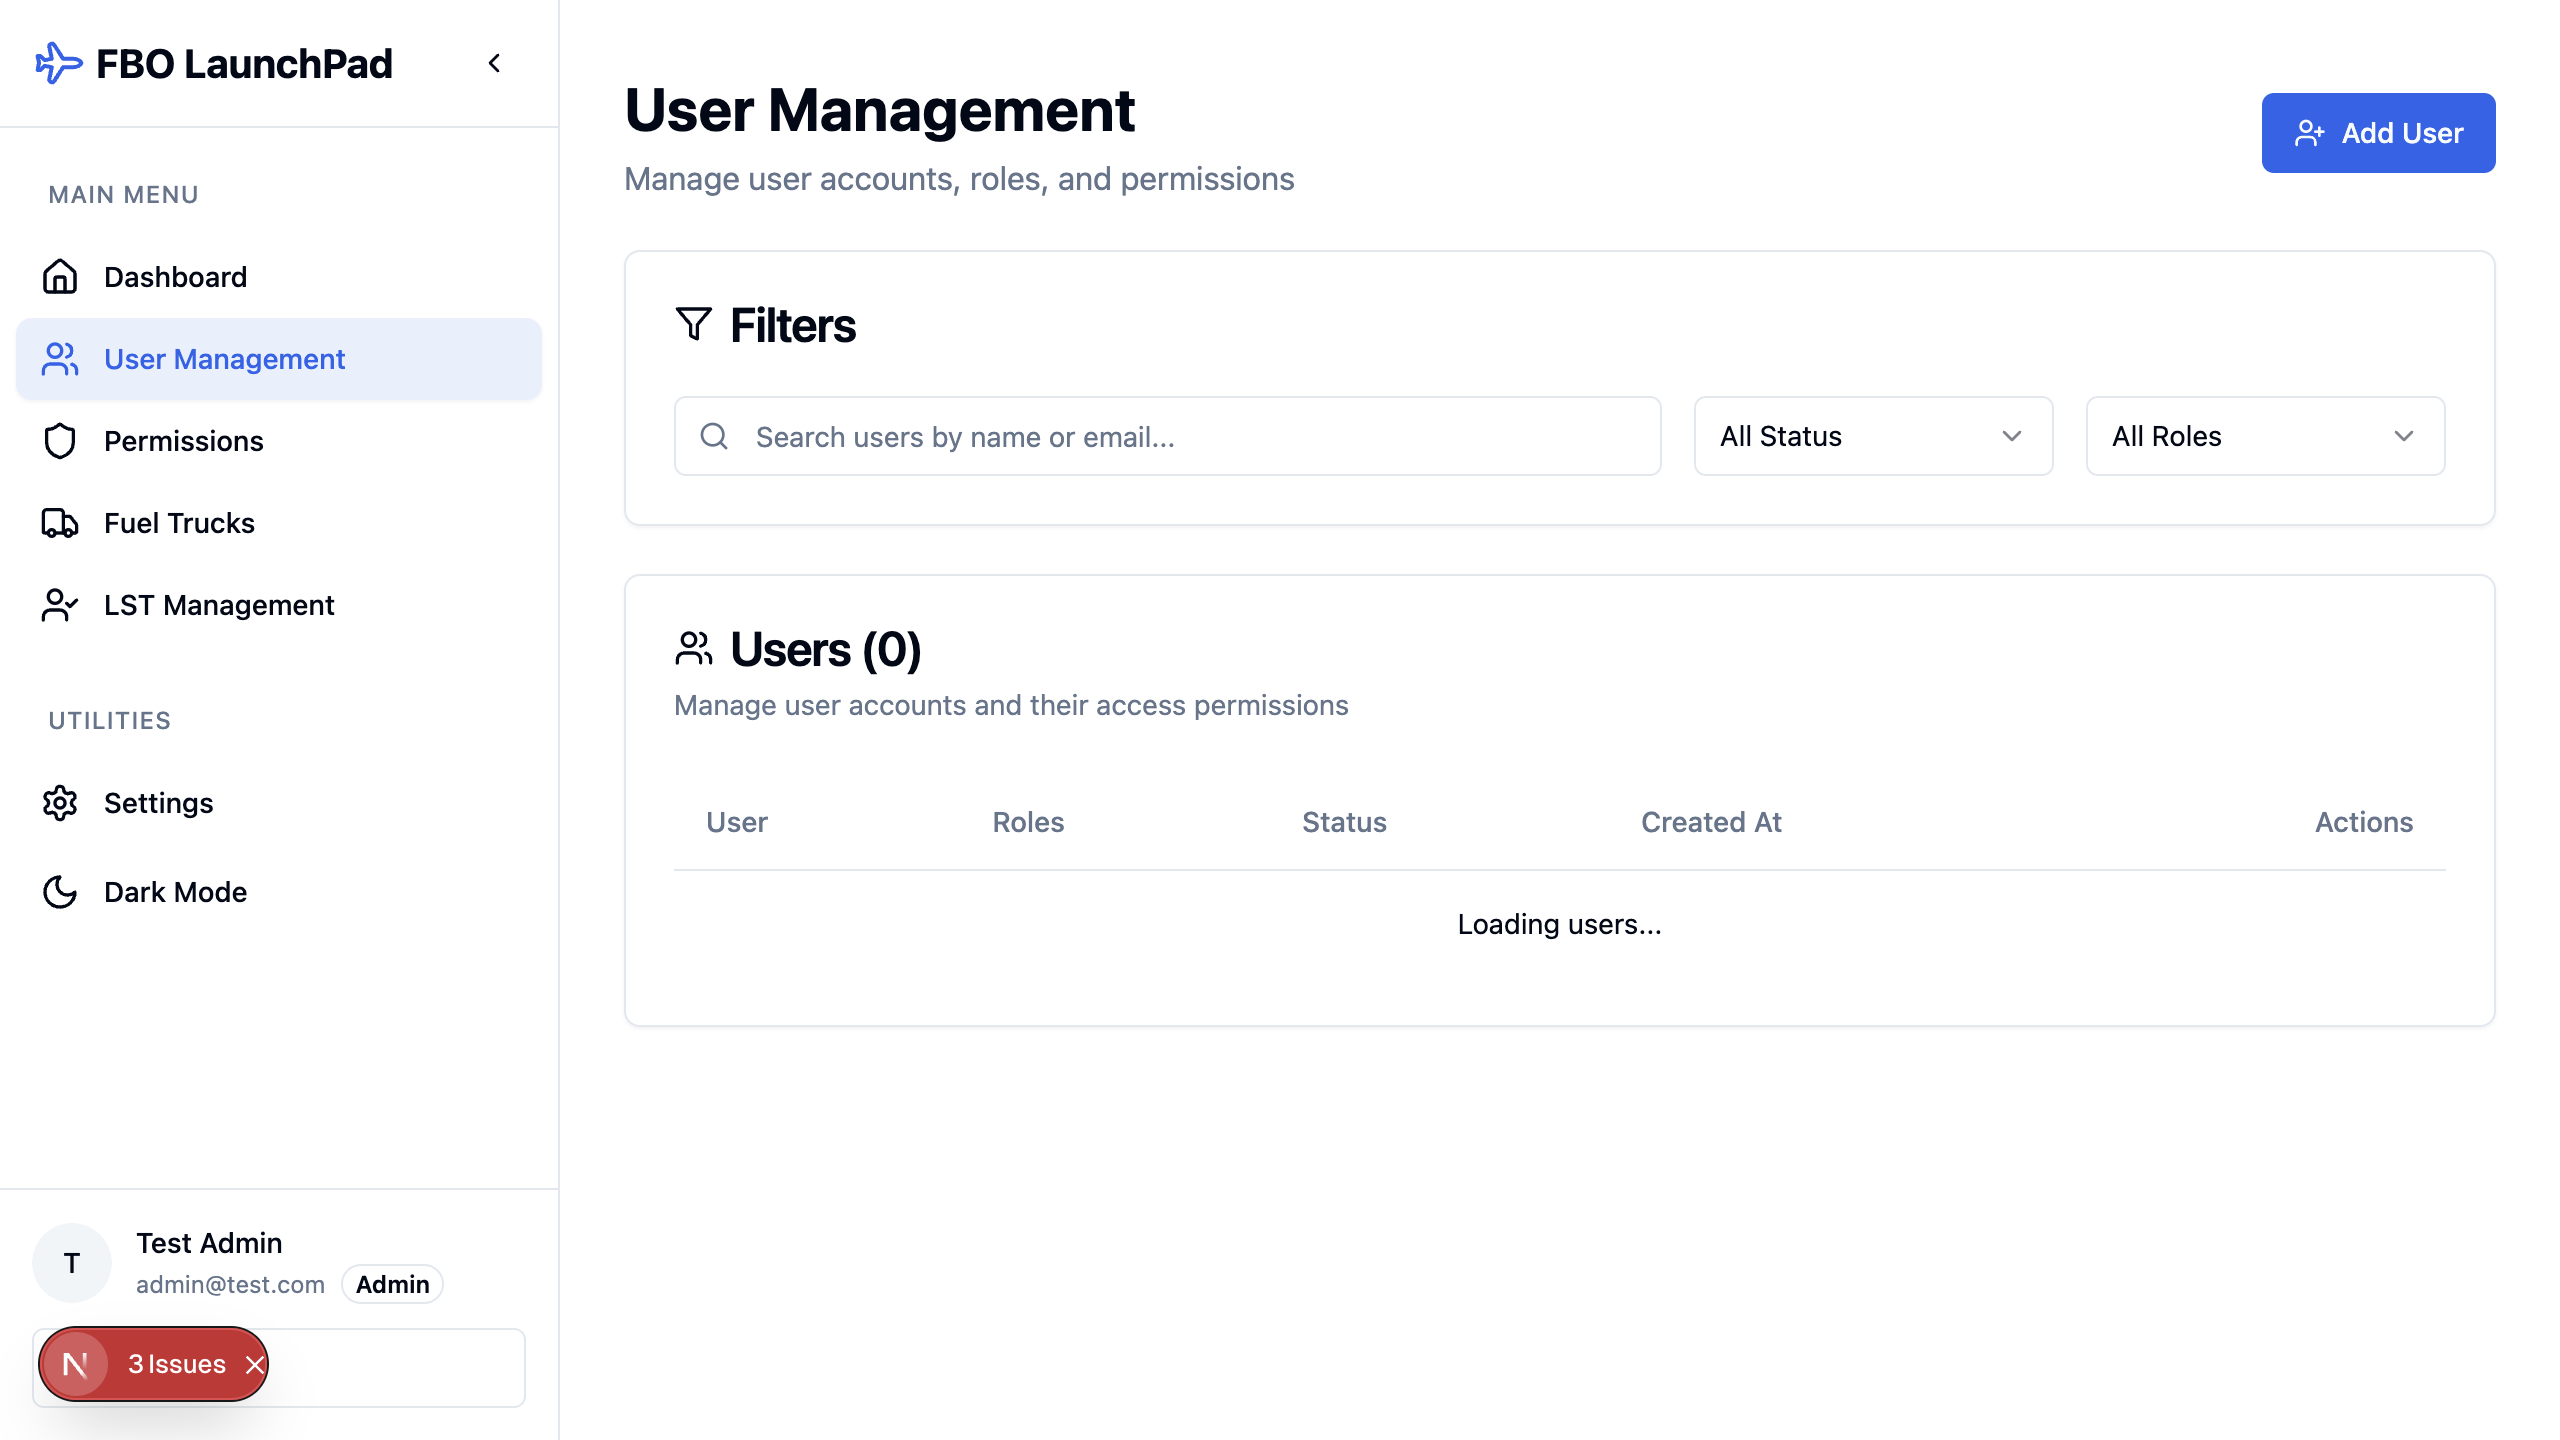 FBO LaunchPad
MAIN MENU
Dashboard
User Management
Permissions
Fuel Trucks
LST Management
UTILITIES
Settings
Dark Mode
T
Test Admin
admin@test.com Admin
N 3 Issues
User Management
Manage user accounts, roles, and permissions
Add User
Filters
Search users by name or email...
All Status
All Roles
Users (0)
Manage user accounts and their access permissions
User Roles Status Created At Actions
Loading users...